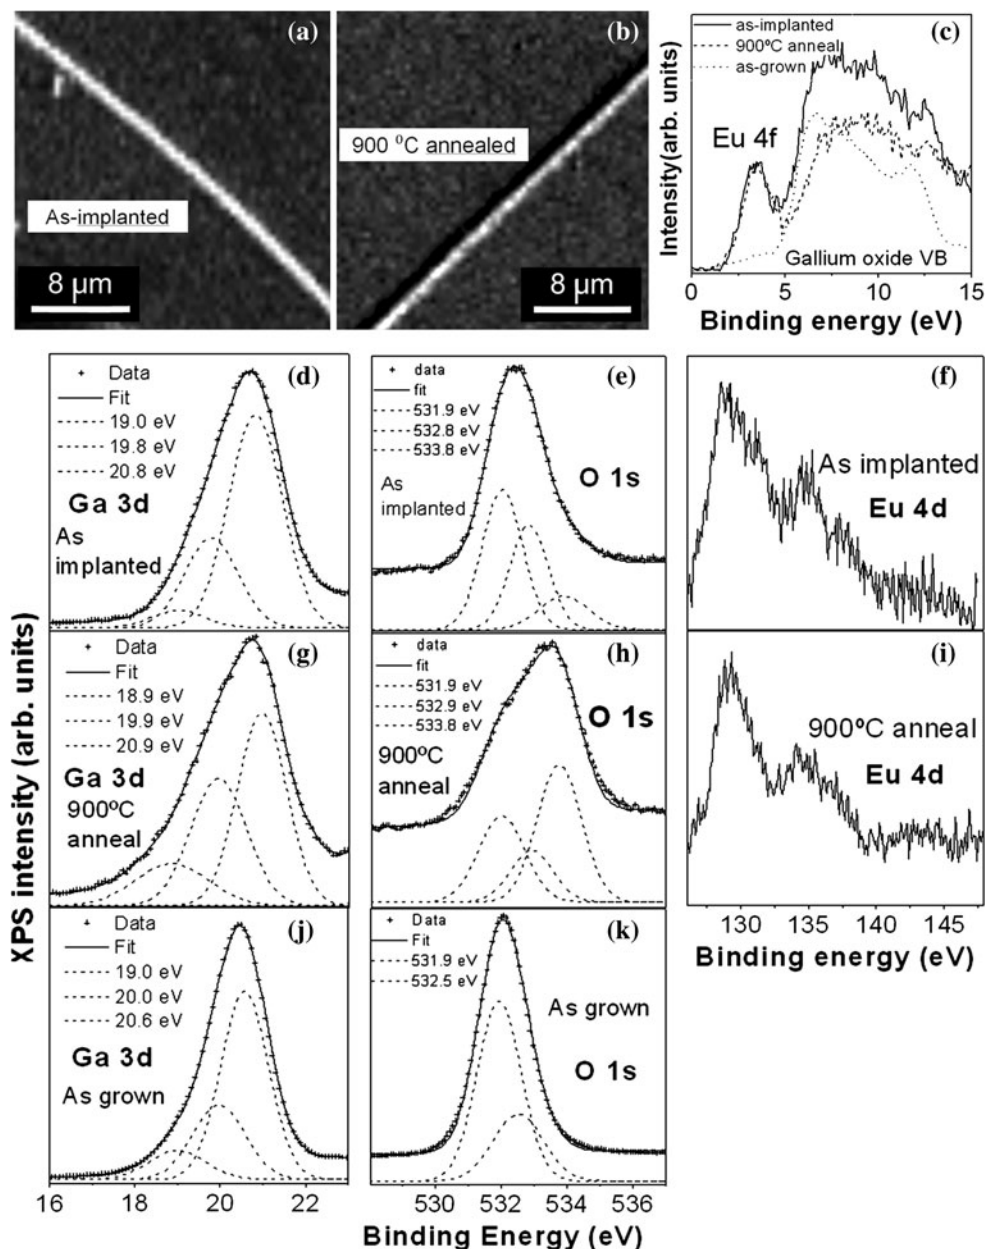 (a)
As-implanted
8 µm
(b)
900 °C annealed
8 µm
(c)
as-implanted
900ºC anneal
as-grown
Eu 4f
Gallium oxide VB
Intensity(arb. units)
0 5 10 15
Binding energy (eV)
XPS intensity (arb. units)
(d)
Data
Fit
19.0 eV
19.8 eV
20.8 eV
Ga 3d
As
implanted
(e)
data
fit
531.9 eV
532.8 eV
533.8 eV
As
implanted
O 1s
(f)
As implanted
Eu 4d
(g)
Data
Fit
18.9 eV
19.9 eV
20.9 eV
Ga 3d
900ºC
anneal
(h)
data
fit
531.9 eV
532.9 eV
533.8 eV
900ºC
anneal
O 1s
(i)
900ºC anneal
Eu 4d
130 135 140 145
Binding energy (eV)
(j)
Data
Fit
19.0 eV
20.0 eV
20.6 eV
Ga 3d
As grown
16 18 20 22
(k)
Data
Fit
531.9 eV
532.5 eV
As grown
O 1s
530 532 534 536
Binding Energy (eV)